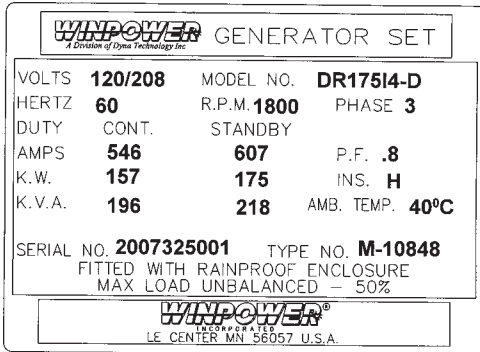 WINPOWER GENERATOR SET
A Division of Dyna Technology Inc
VOLTS 120/208 MODEL NO. DR175I4-D
HERTZ 60 R.P.M. 1800 PHASE 3
DUTY CONT. STANDBY
AMPS 546 607 P.F. .8
K.W. 157 175 INS. H
K.V.A. 196 218 AMB. TEMP. 40ºC
SERIAL NO. 2007325001 TYPE NO. M-10848
FITTED WITH RAINPROOF ENCLOSURE
MAX LOAD UNBALANCED – 50%
WINPOWER®
INCORPORATED
LE CENTER MN 56057 U.S.A.